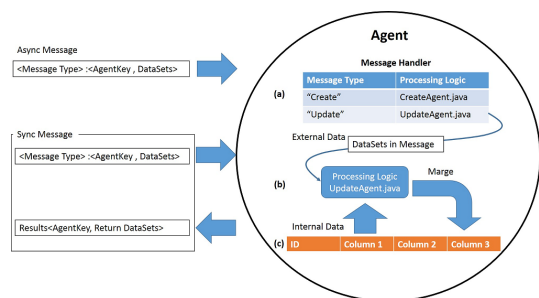 Agent
Async Message
<Message Type> :<AgentKey , DataSets>
Message Handler
Message Type Processing Logic
(a)
"Create" CreateAgent.java
"Update" UpdateAgent.java
Sync Message
<Message Type> :<AgentKey , DataSets>
External Data
DataSets in Message
(b)
Processing Logic
UpdateAgent.java
Marge
Results<AgentKey, Return DataSets>
Internal Data
(c)
ID Column 1 Column 2 Column 3